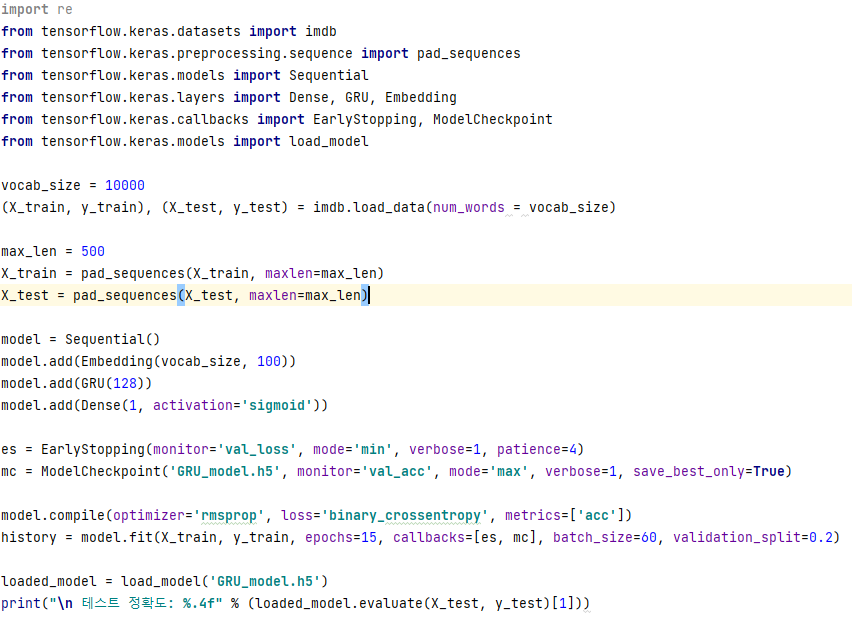 import re
from tensorflow.keras.datasets import imdb
from tensorflow.keras.preprocessing.sequence import pad_sequences
from tensorflow.keras.models import Sequential
from tensorflow.keras.layers import Dense, GRU, Embedding
from tensorflow.keras.callbacks import EarlyStopping, ModelCheckpoint
from tensorflow.keras.models import load_model
vocab_size = 10000
(X_train, y_train), (X_test, y_test) = imdb.load_data(num_words = vocab_size)
max_len = 500
X_train = pad_sequences(X_train, maxlen=max_len)
X_test = pad_sequences(X_test, maxlen=max_len)
model = Sequential()
model.add(Embedding(vocab_size, 100))
model.add(GRU(128))
model.add(Dense(1, activation='sigmoid'))
es = EarlyStopping(monitor='val_loss', mode='min', verbose=1, patience=4)
mc = ModelCheckpoint('GRU_model.h5', monitor='val_acc', mode='max', verbose=1, save_best_only=True)
model.compile(optimizer='rmsprop', loss='binary_crossentropy', metrics=['acc'])
history = model.fit(X_train, y_train, epochs=15, callbacks=[es, mc], batch_size=60, validation_split=0.2)
loaded_model = load_model('GRU_model.h5')
print("\n 테스트 정확도: %.4f" % (loaded_model.evaluate(X_test, y_test)[1]))